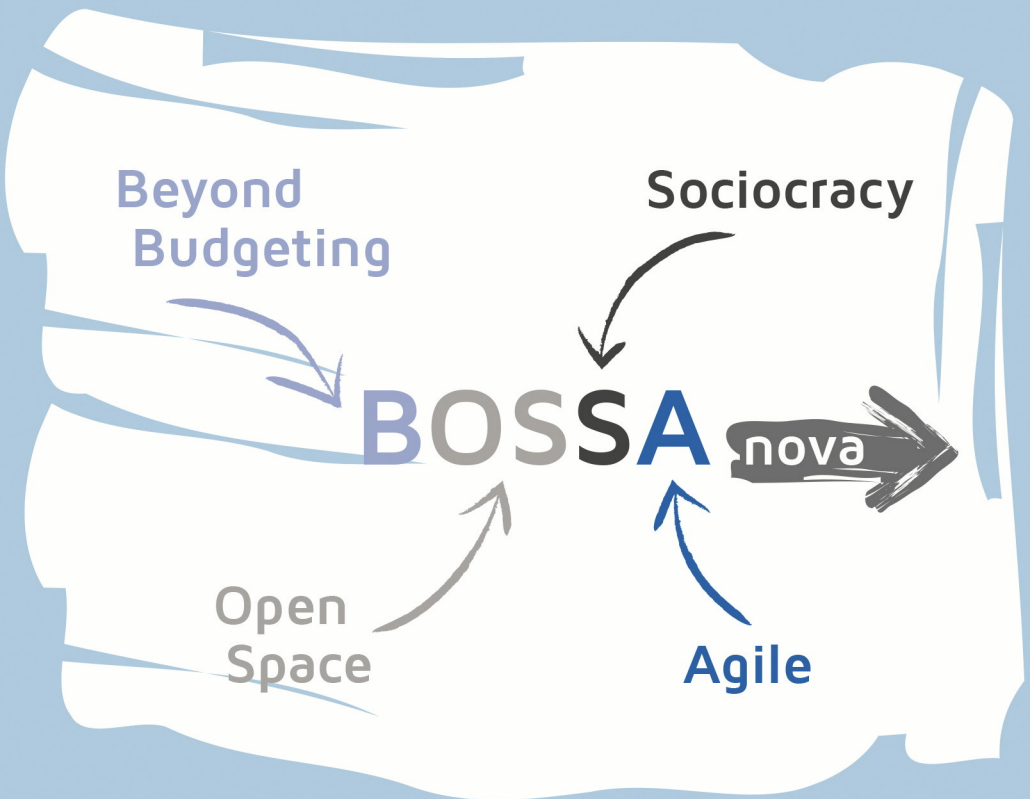 Beyond
Budgeting
Sociocracy
BOSSA nova
Open
Space
Agile